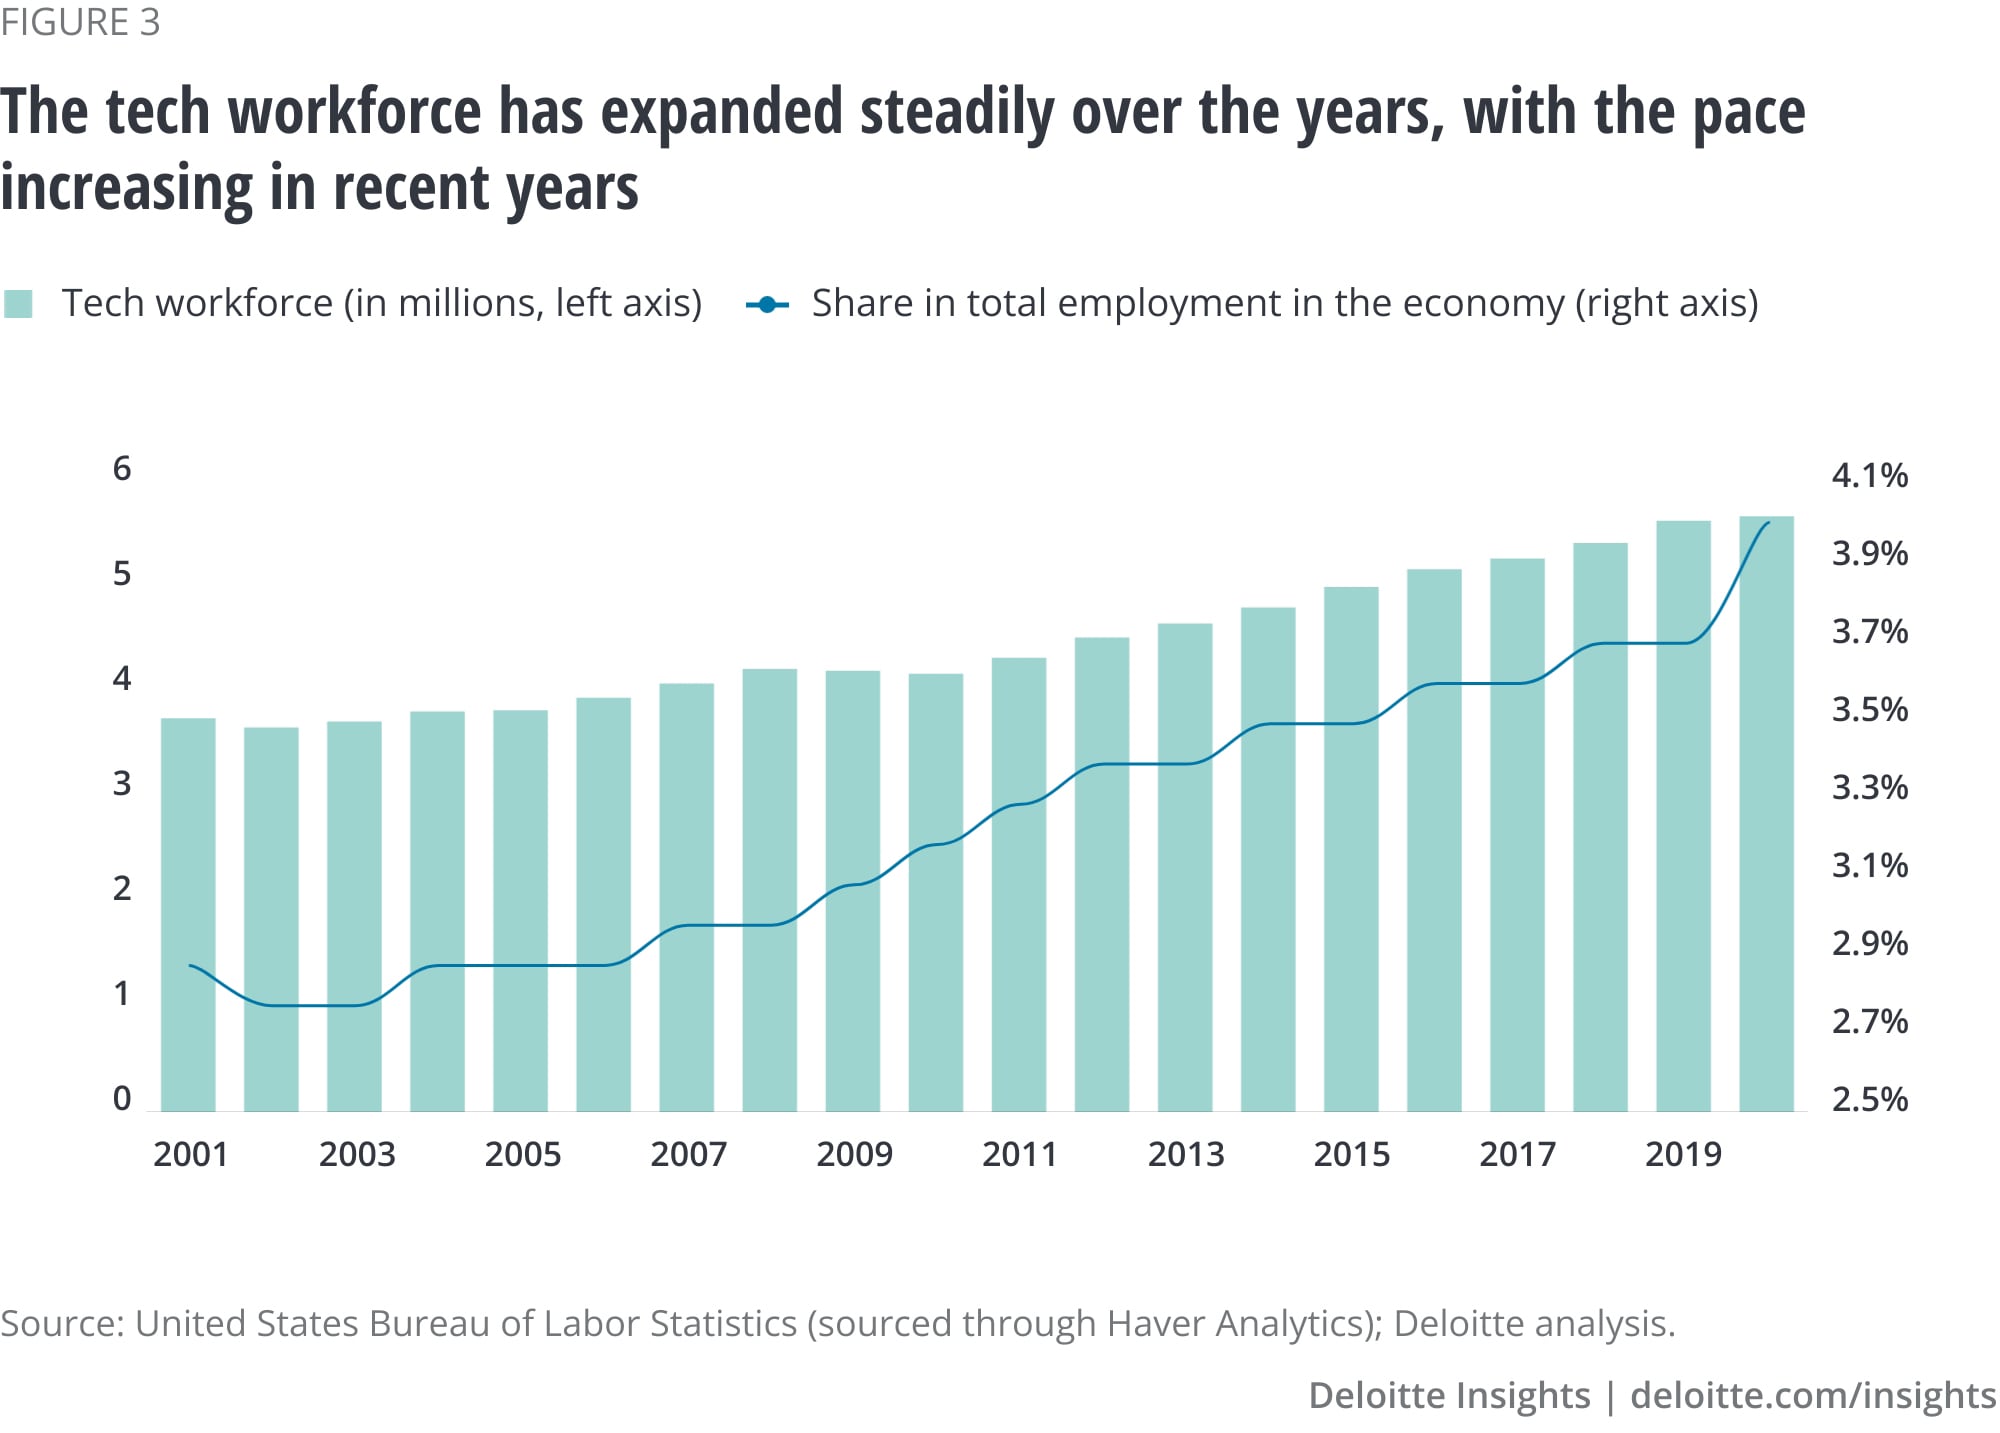 FIGURE 3
The tech workforce has expanded steadily over the years, with the pace
increasing in recent years
Tech workforce (in millions, left axis) Share in total employment in the economy (right axis)
6 4.1%
5 3.9%
4 3.7%
3 3.5%
2 3.3%
1 3.1%
0 2.9%
2.7%
2.5%
2001 2003 2005 2007 2009 2011 2013 2015 2017 2019
Source: United States Bureau of Labor Statistics (sourced through Haver Analytics); Deloitte analysis.
Deloitte Insights | deloitte.com/insights